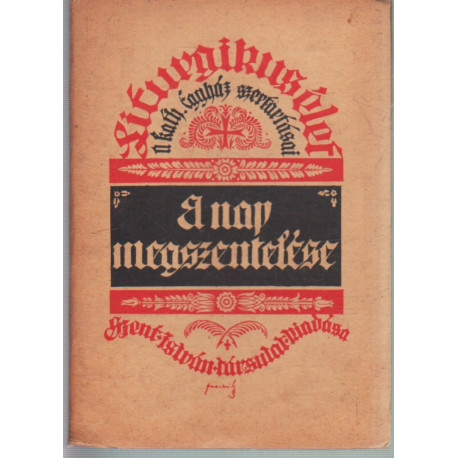 Liturgikus élet
a kath. Egyház szertartásai
A nap
megszentelése
Szent-István-társulat-kiadása